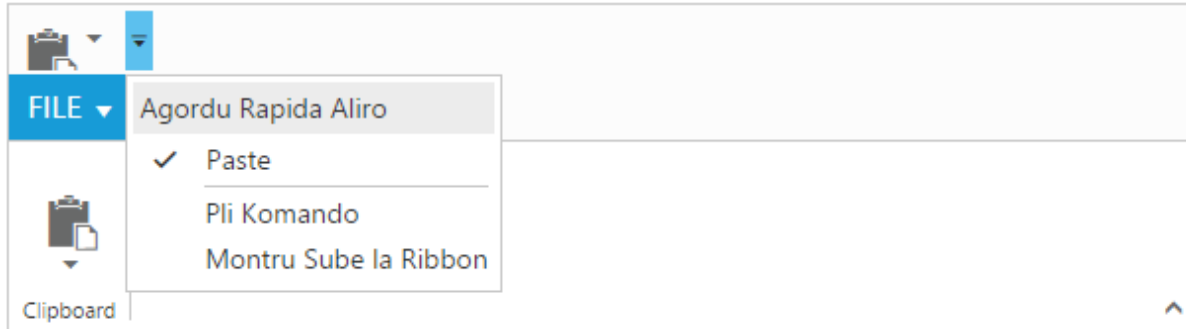 FILE
Agordu Rapida Aliro
Paste
Pli Komando
Montru Sube la Ribbon
Clipboard